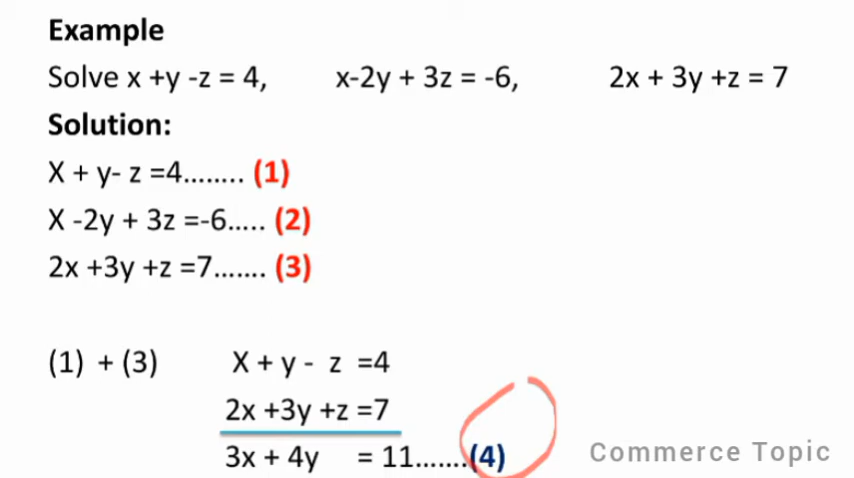 Example
Solve x +y -z = 4, x-2y + 3z = -6, 2x + 3y +z = 7
Solution:
X + y- z =4........ (1)
X -2y + 3z =-6..... (2)
2x +3y +z =7....... (3)
(1) + (3) X + y - z =4
2x +3y +z =7
3x + 4y = 11.......(4)
Commerce Topic